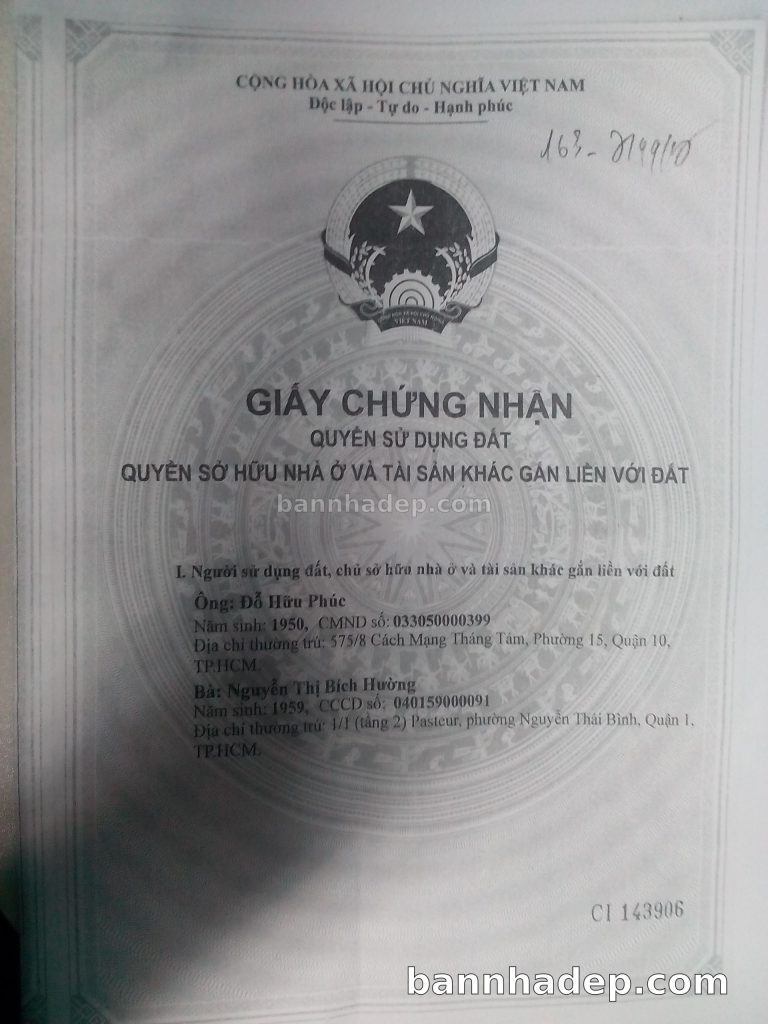 CỘNG HÒA XÃ HỘI CHỦ NGHĨA VIỆT NAM
Độc lập - Tự do - Hạnh phúc
163-
VIỆT NAM
GIẤY CHỨNG NHẬN
QUYỀN SỬ DỤNG ĐẤT
QUYỀN SỞ HỮU NHÀ Ở VÀ TÀI SẢN KHÁC GẮN LIỀN VỚI ĐẤT
bannhadep.com
I. Người sử dụng đất, chủ sở hữu nhà ở và tài sản khác gắn liền với đất
Ông: Đỗ Hữu Phúc
Năm sinh: 1950, CMND số: 033050000399
Địa chỉ thường trú: 575/8 Cách Mạng Tháng Tám, Phường 15, Quận 10,
TP.HCM.
Bà: Nguyễn Thị Bích Hường
Năm sinh: 1959, CCCD số: 040159000091
Địa chỉ thường trú: 1/1 (tầng 2) Pasteur, phường Nguyễn Thái Bình, Quận 1,
TP.HCM.
CI 143906
bannhadep.com